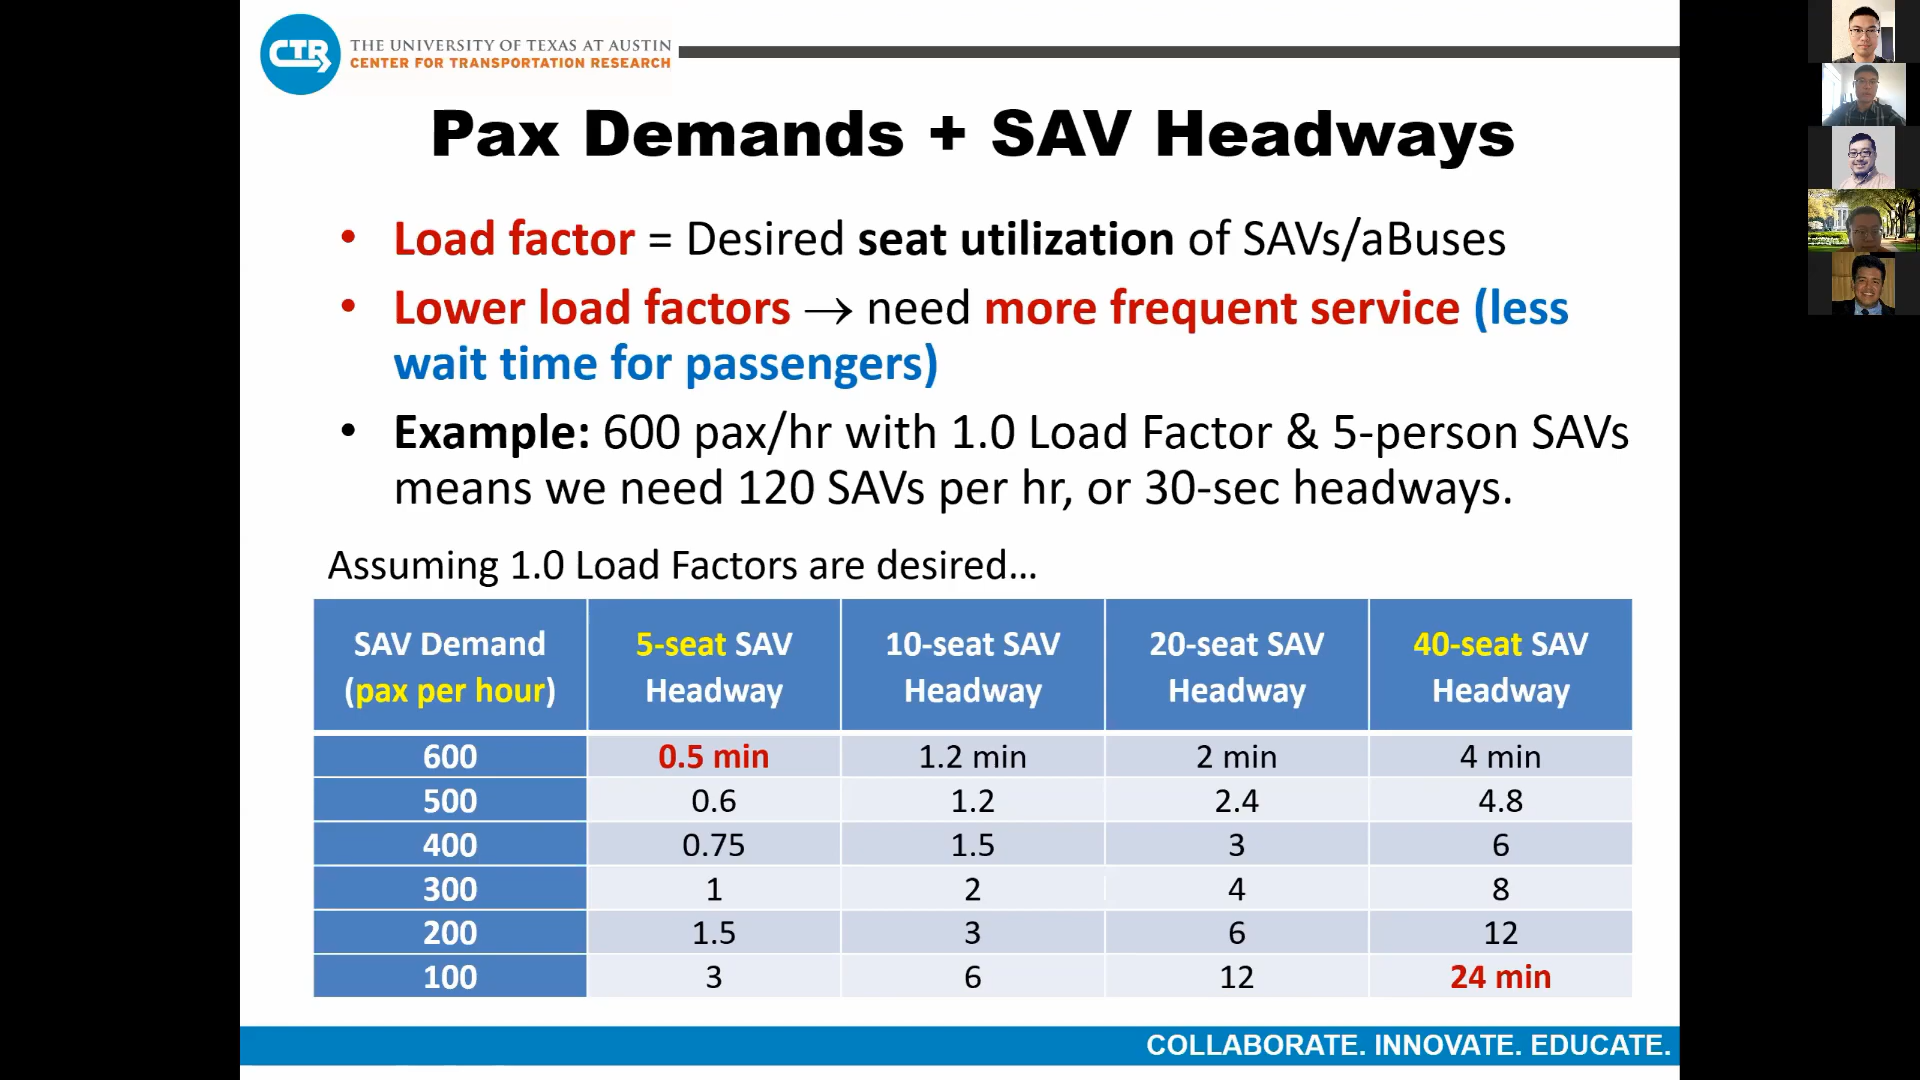 CTR
THE UNIVERSITY OF TEXAS AT AUSTIN
CENTER FOR TRANSPORTATION RESEARCH
Pax Demands + SAV Headways
• Load factor = Desired seat utilization of SAVs/aBuses
• Lower load factors → need more frequent service (less
wait time for passengers)
• Example: 600 pax/hr with 1.0 Load Factor & 5-person SAVs
means we need 120 SAVs per hr, or 30-sec headways.
Assuming 1.0 Load Factors are desired...
SAV Demand (pax per hour) 5-seat SAV Headway 10-seat SAV Headway 20-seat SAV Headway 40-seat SAV Headway
600 0.5 min 1.2 min 2 min 4 min
500 0.6 1.2 2.4 4.8
400 0.75 1.5 3 6
300 1 2 4 8
200 1.5 3 6 12
100 3 6 12 24 min
COLLABORATE. INNOVATE. EDUCATE.